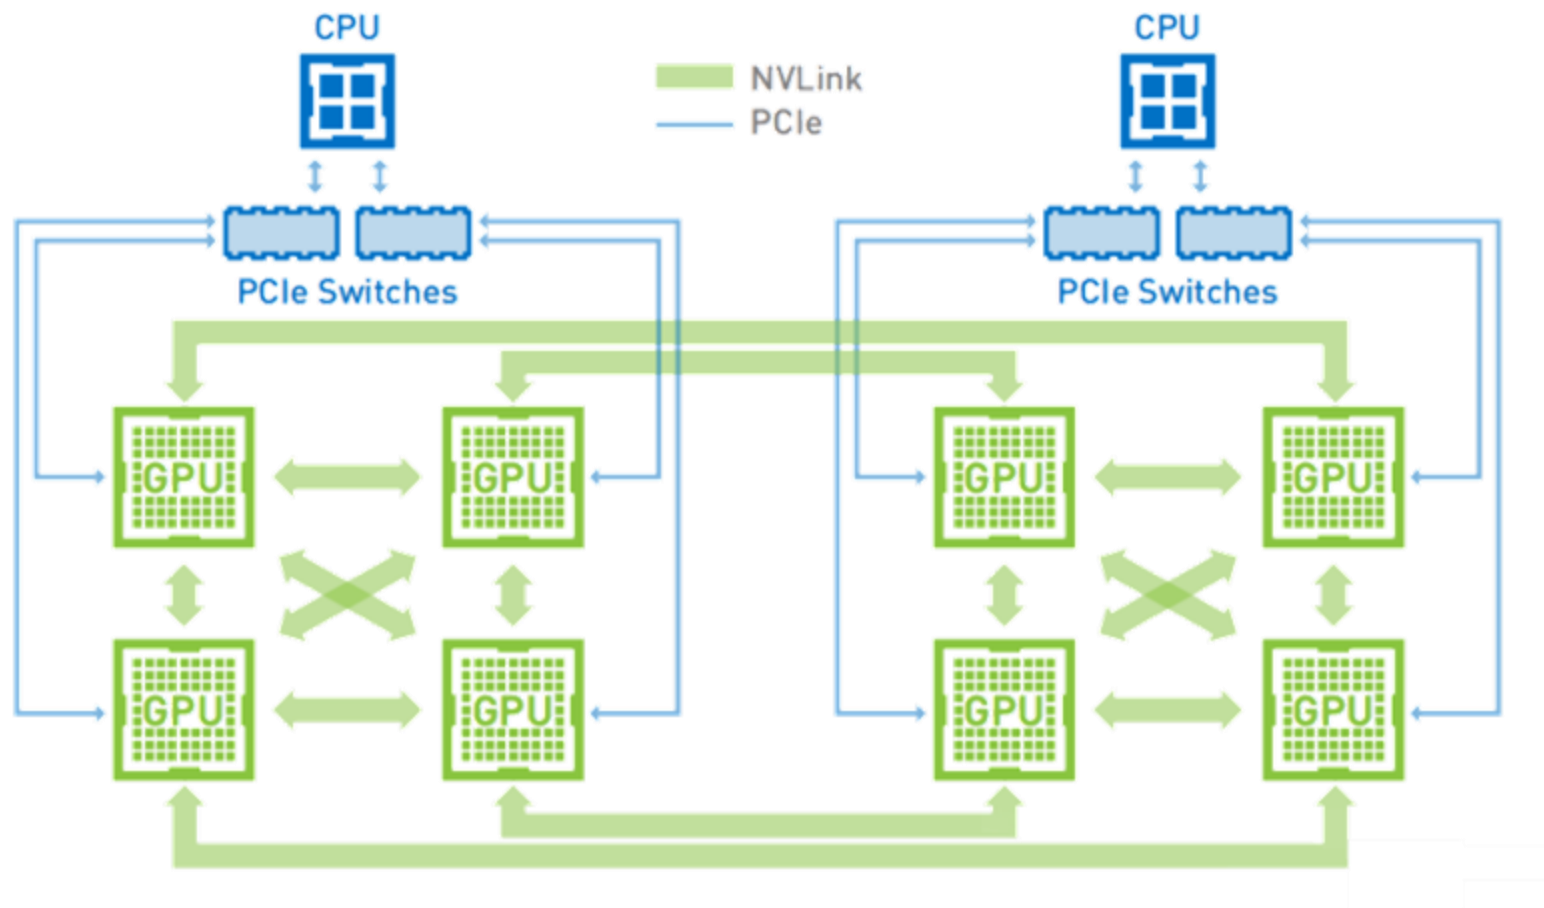 CPU
CPU
NVLink
PCIe
PCIe Switches
PCIe Switches
GPU
GPU
GPU
GPU
GPU
GPU
GPU
GPU